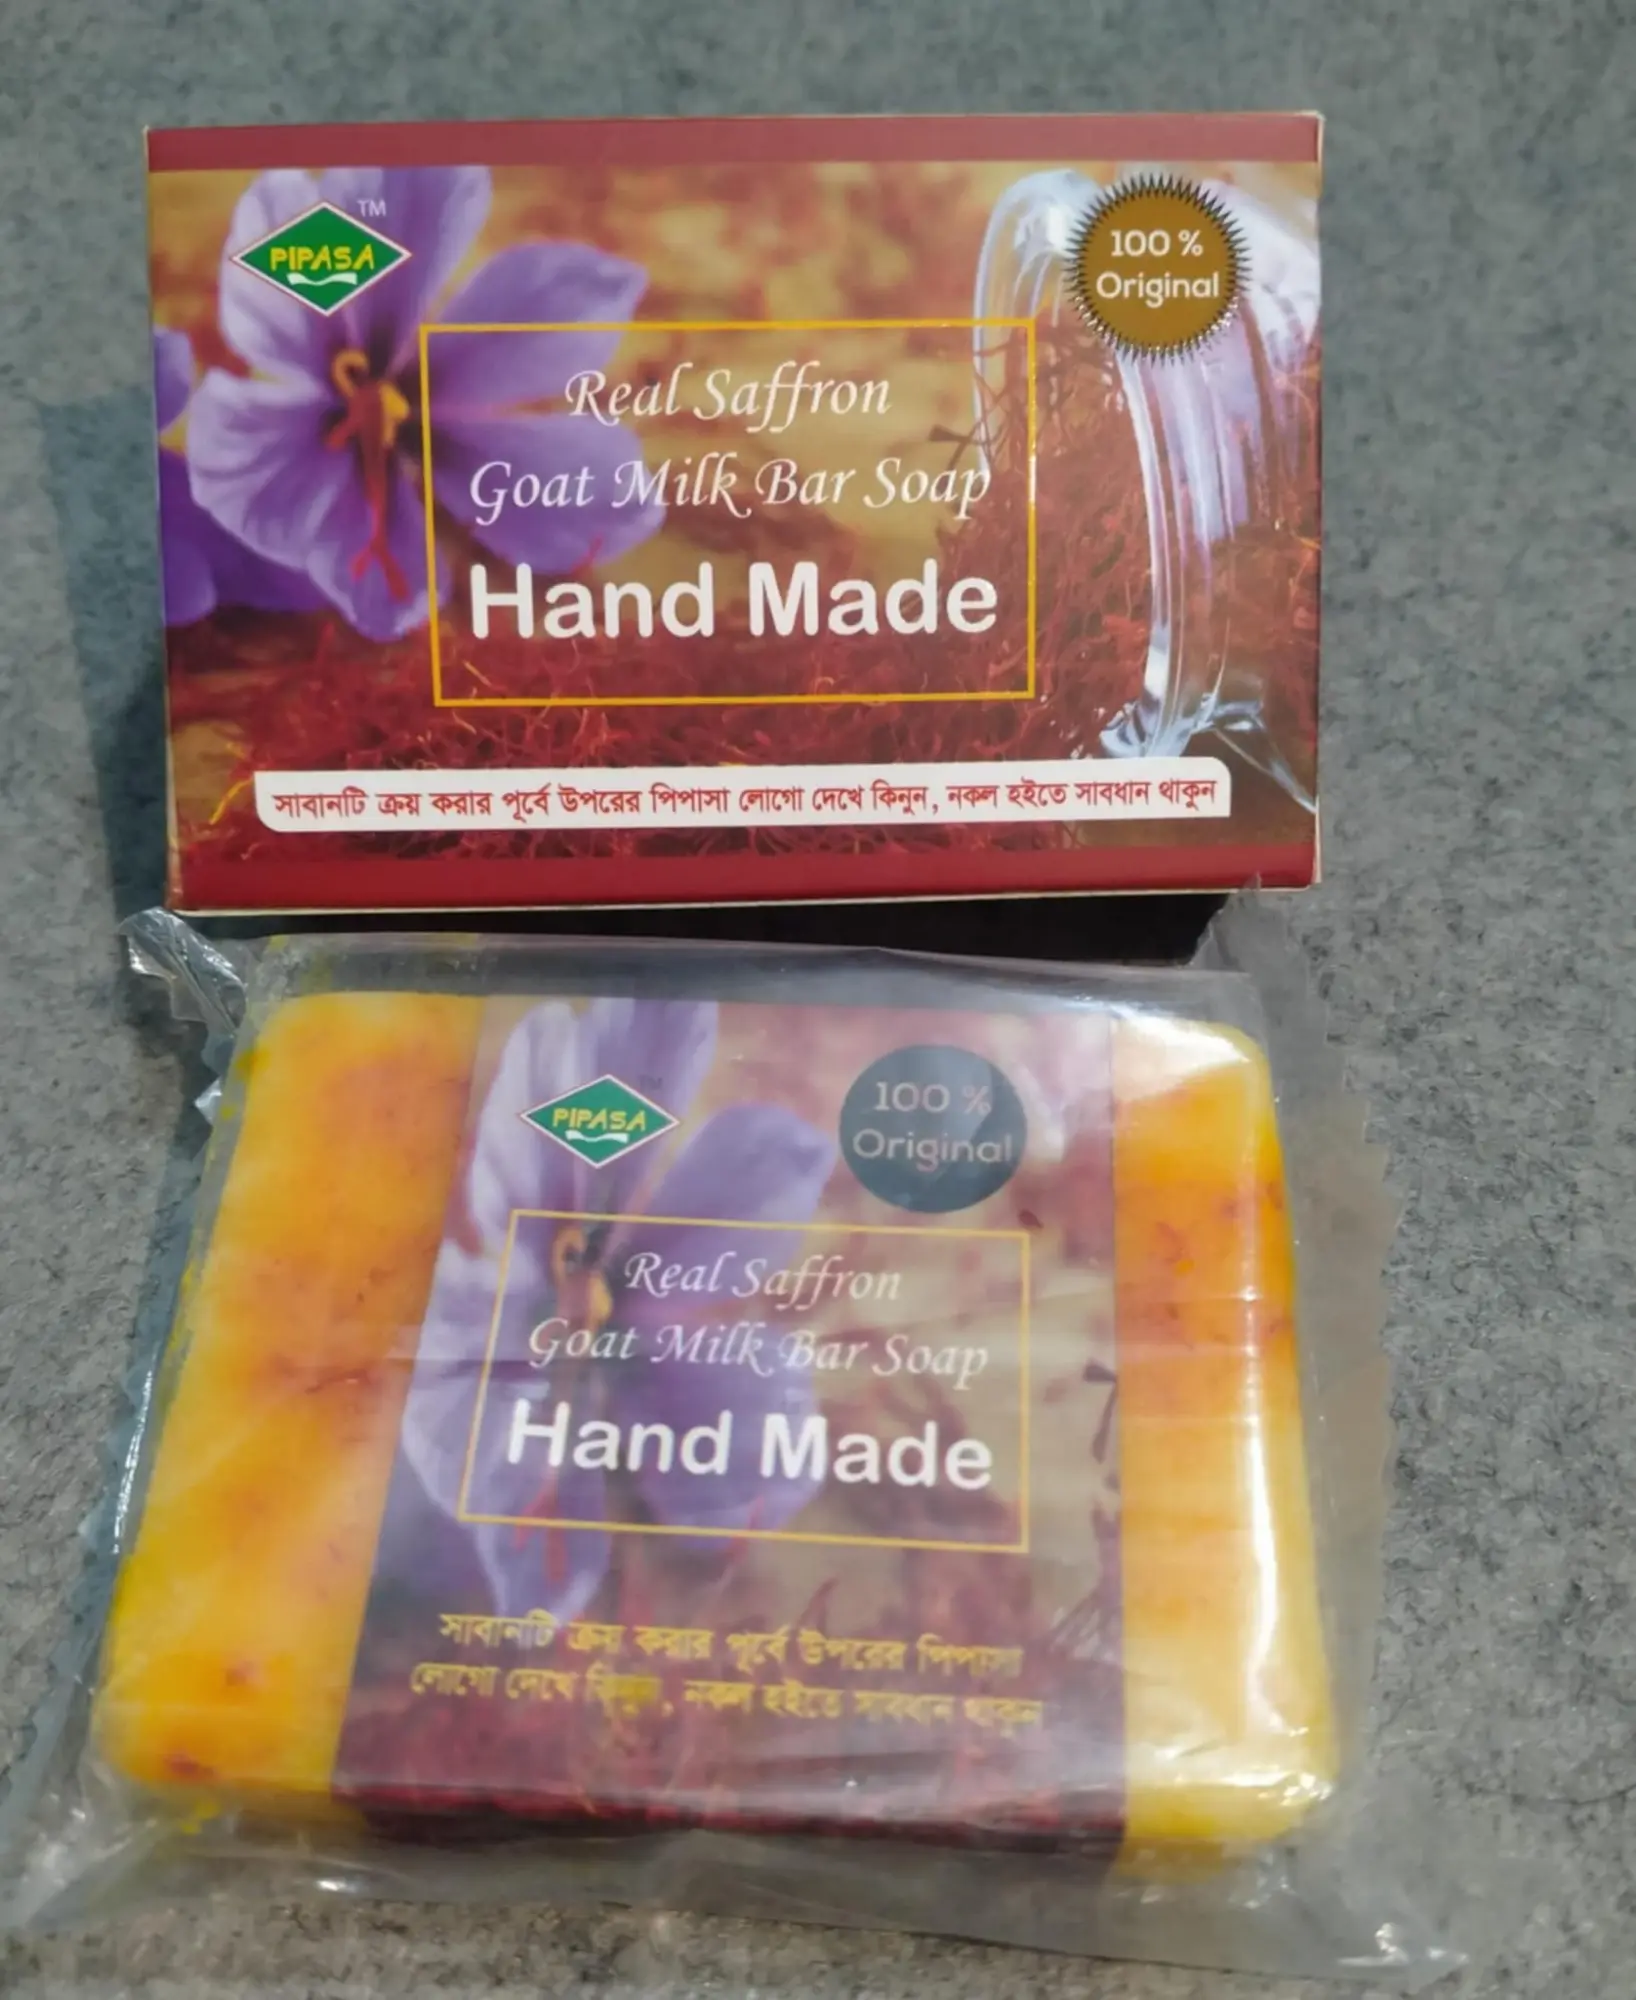 PIPASA
TM
100 %
Original
Real Saffron
Goat Milk Bar Soap
Hand Made
সাবানটি ক্রয় করার পূর্বে উপরের পিপাসা লোগো দেখে কিনুন, নকল হইতে সাবধান থাকুন
PIPASA
TM
100 %
Original
Real Saffron
Goat Milk Bar Soap
Hand Made
সাবানটি ক্রয় করার পূর্বে উপরের পিপাসা
লোগো দেখে কিনুন, নকল হইতে সাবধান থাকুন